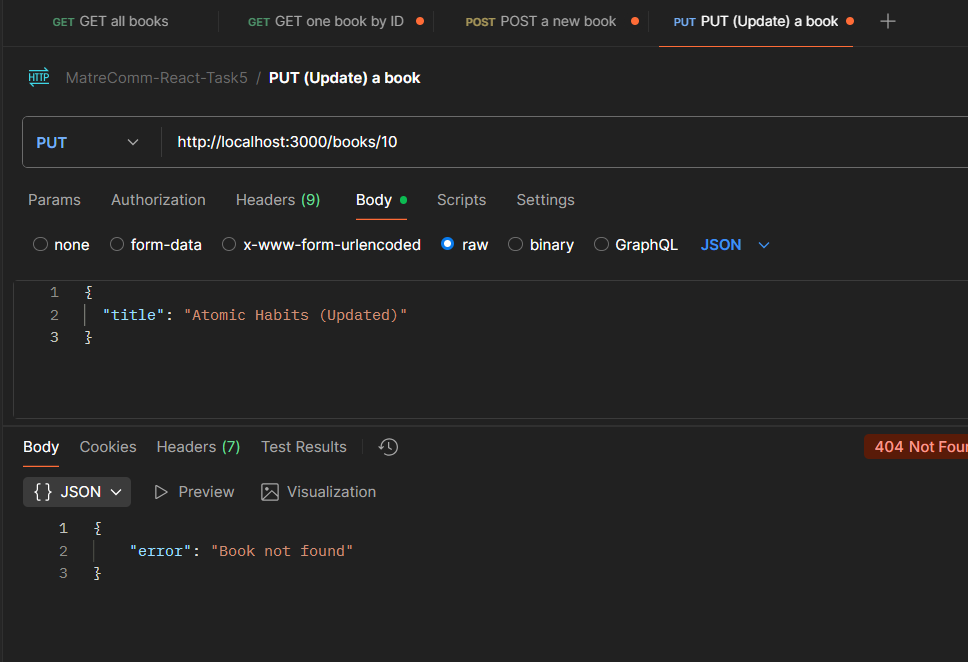 GET GET all books GET GET one book by ID POST POST a new book PUT PUT (Update) a book
HTTP MatreComm-React-Task5 / PUT (Update) a book
PUT http://localhost:3000/books/10
Params Authorization Headers (9) Body Scripts Settings
none form-data x-www-form-urlencoded raw binary GraphQL JSON
1 {
2 "title": "Atomic Habits (Updated)"
3 }
Body Cookies Headers (7) Test Results 404 Not Foun
{} JSON Preview Visualization
1 {
2 "error": "Book not found"
3 }